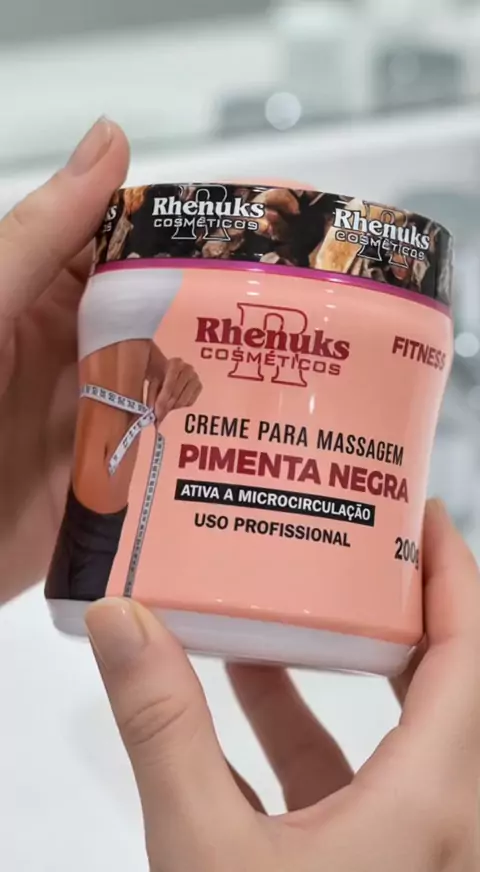 Rhenuks
COSMÉTICOS
Rhenuks
COSMÉTICOS
Rhenuks
COSMÉTICOS
FITNESS
CREME PARA MASSAGEM
PIMENTA NEGRA
ATIVA A MICROCIRCULAÇÃO
USO PROFISSIONAL
200g